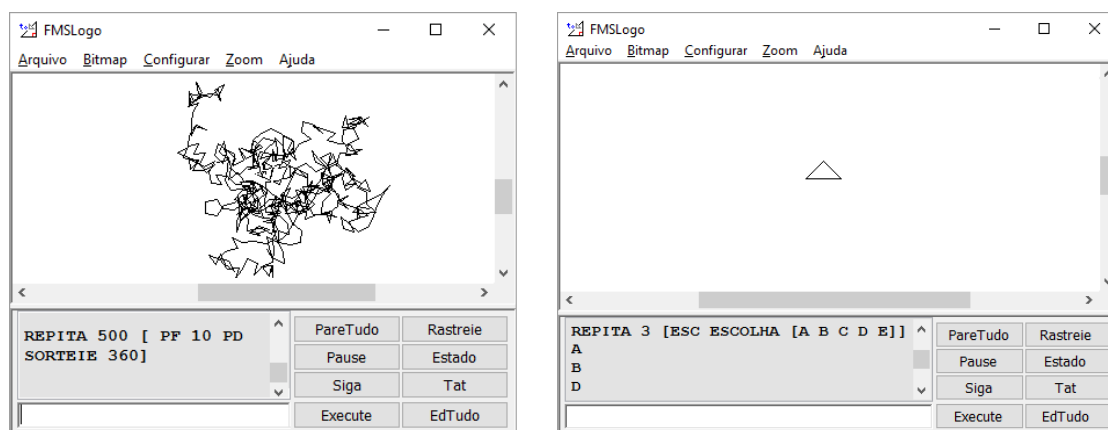 FMSLogo
Arquivo Bitmap Configurar Zoom Ajuda
REPITA 500 [ PF 10 PD
SORTEIE 360]
PareTudo Rastreie
Pause Estado
Siga Tat
Execute EdTudo
FMSLogo
Arquivo Bitmap Configurar Zoom Ajuda
REPITA 3 [ESC ESCOLHA [A B C D E]]
A
B
D
PareTudo Rastreie
Pause Estado
Siga Tat
Execute EdTudo